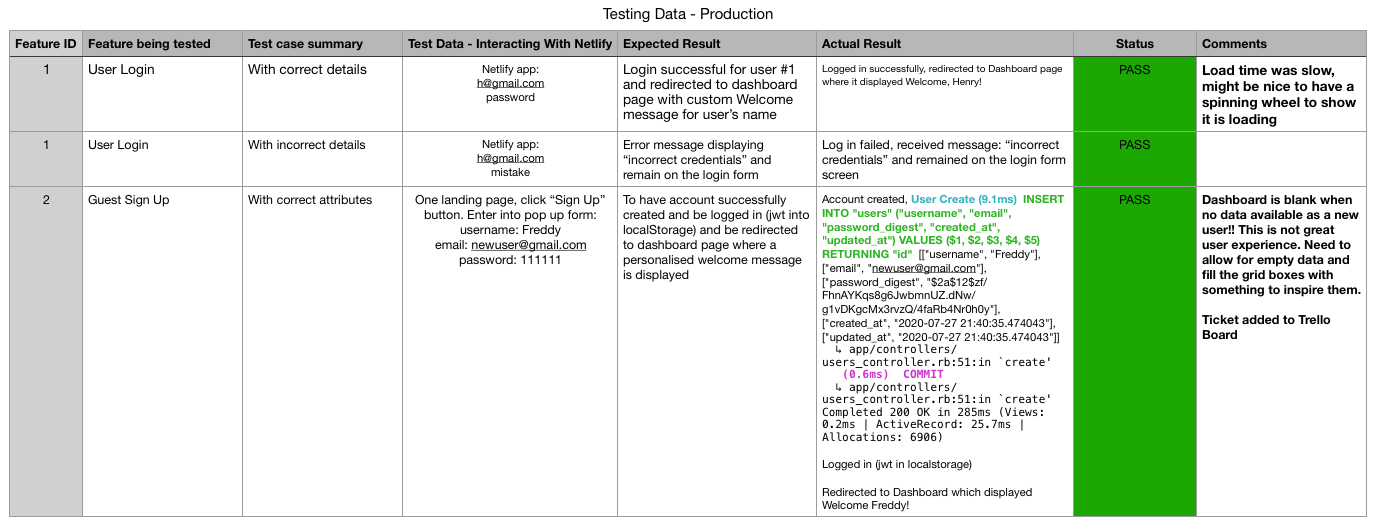 Testing Data - Production
Feature ID
Feature being tested
Test case summary
Test Data - Interacting With Netlify
Expected Result
Actual Result
Status
Comments
1
User Login
With correct details
Netlify app:
h@gmail.com
password
Login successful for user #1
and redirected to dashboard
page with custom Welcome
message for user’s name
Logged in successfully, redirected to Dashboard page
where it displayed Welcome, Henry!
PASS
Load time was slow,
might be nice to have a
spinning wheel to show
it is loading
1
User Login
With incorrect details
Netlify app:
h@gmail.com
mistake
Error message displaying
“incorrect credentials” and
remain on the login form
Log in failed, received message: “incorrect
credentials” and remained on the login form
screen
PASS
2
Guest Sign Up
With correct attributes
One landing page, click “Sign Up”
button. Enter into pop up form:
username: Freddy
email: newuser@gmail.com
password: 111111
To have account successfully
created and be logged in (jwt into
localStorage) and be redirected
to dashboard page where a
personalised welcome message
is displayed
Account created, User Create (9.1ms)  INSERT
INTO "users" ("username", "email",
"password_digest", "created_at",
"updated_at") VALUES ($1, $2, $3, $4, $5)
RETURNING "id"  [["username", "Freddy"],
["email", "newuser@gmail.com"],
["password_digest", "$2a$12$zf/
FhnAYKqs8g6JwbmnUZ.dNw/
g1vDKgcMx3rvzQ/4faRb4Nr0h0y"],
["created_at", "2020-07-27 21:40:35.474043"],
["updated_at", "2020-07-27 21:40:35.474043"]]
↳ app/controllers/
users_controller.rb:51:in `create'
(0.6ms)  COMMIT
↳ app/controllers/
users_controller.rb:51:in `create'
Completed 200 OK in 285ms (Views:
0.2ms | ActiveRecord: 25.7ms |
Allocations: 6906)
Logged in (jwt in localstorage)
Redirected to Dashboard which displayed
Welcome Freddy!
PASS
Dashboard is blank when
no data available as a new
user!! This is not great
user experience. Need to
allow for empty data and
fill the grid boxes with
something to inspire them.
Ticket added to Trello
Board